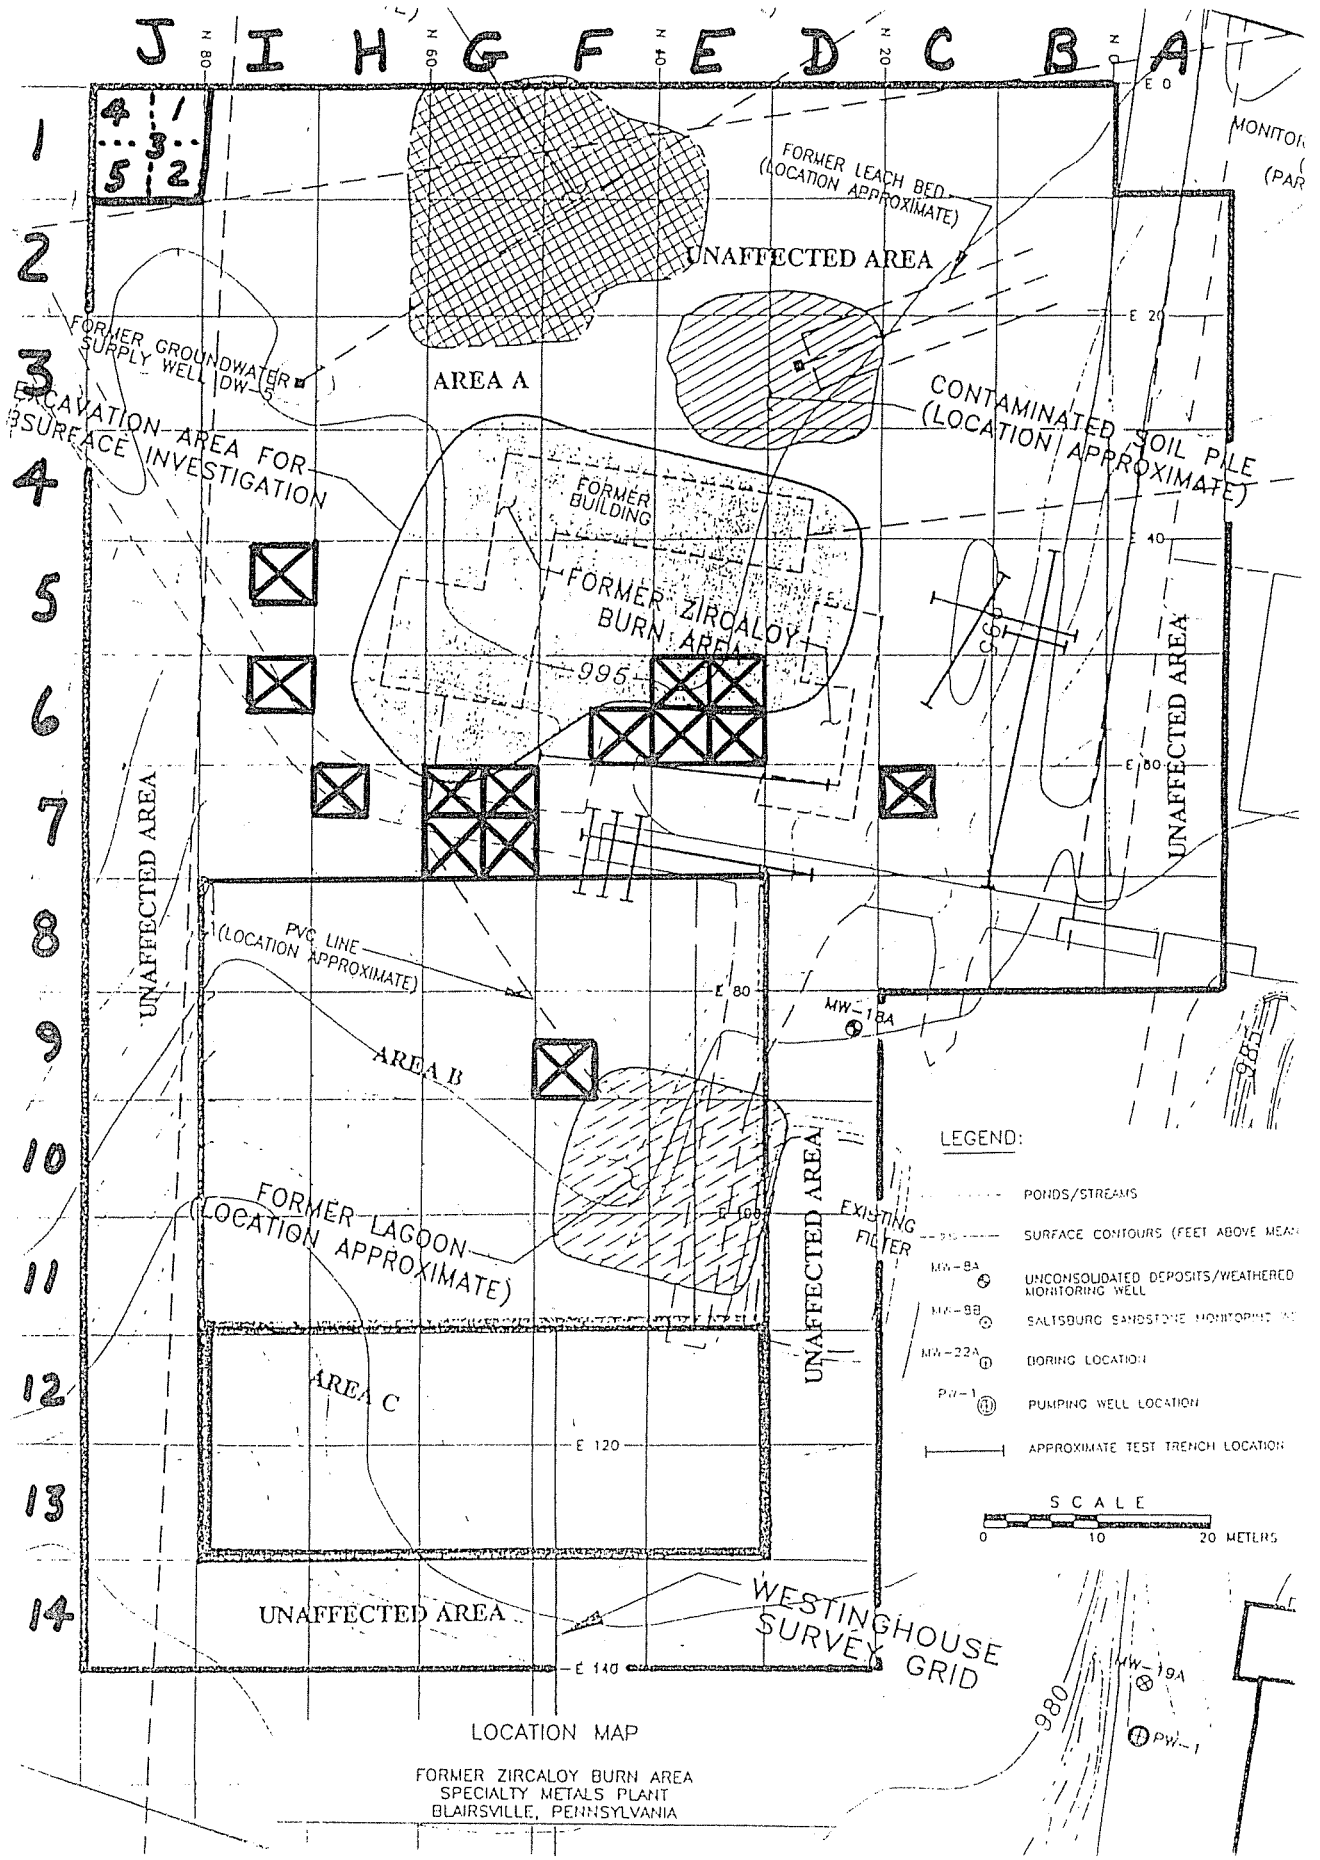 J I H G F E D C B A
N 80
N 60
N 40
N 20
N 0
E 0
1
4 1
3
5 2
MONITOR
(PAR
FORMER LEACH BED
(LOCATION APPROXIMATE)
2
UNAFFECTED AREA
E 20
FORMER GROUNDWATER
SUPPLY WELL DW-5
3
AREA A
CONTAMINATED SOIL PILE
(LOCATION APPROXIMATE)
EXCAVATION AREA FOR
BSURFACE INVESTIGATION
4
FORMER
BUILDING
E 40
5
FORMER ZIRCALOY
BURN AREA
995
995
UNAFFECTED AREA
6
E 60
7
UNAFFECTED AREA
8
PVC LINE
(LOCATION APPROXIMATE)
E 80
MW-18A
9
AREA B
985
10
LEGEND:
UNAFFECTED AREA
PONDS/STREAMS
FORMER LAGOON
(LOCATION APPROXIMATE)
E 100
EXISTING
FILTER
SURFACE CONTOURS (FEET ABOVE MEAN
11
MW-8A
UNCONSOLIDATED DEPOSITS/WEATHERED
MONITORING WELL
MW-8B
SALTSBURG SANDSTONE MONITORING
MW-22A
BORING LOCATION
12
AREA C
PW-1
PUMPING WELL LOCATION
E 120
APPROXIMATE TEST TRENCH LOCATION
13
SCALE
0 10 20 METERS
14
UNAFFECTED AREA
WESTINGHOUSE
SURVEY GRID
E 140
980
MW-19A
PW-1
LOCATION MAP
FORMER ZIRCALOY BURN AREA
SPECIALTY METALS PLANT
BLAIRSVILLE, PENNSYLVANIA